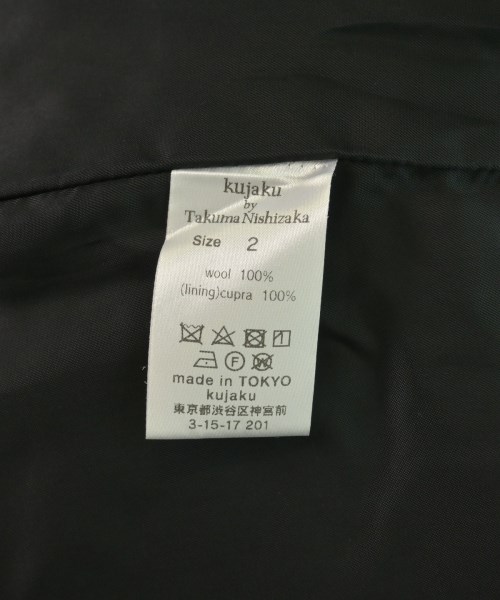 kujaku
by
Takuma Nishizaka
Size 2
wool 100%
(lining)cupra 100%
F W
made in TOKYO
kujaku
東京都渋谷区神宮前
3-15-17 201